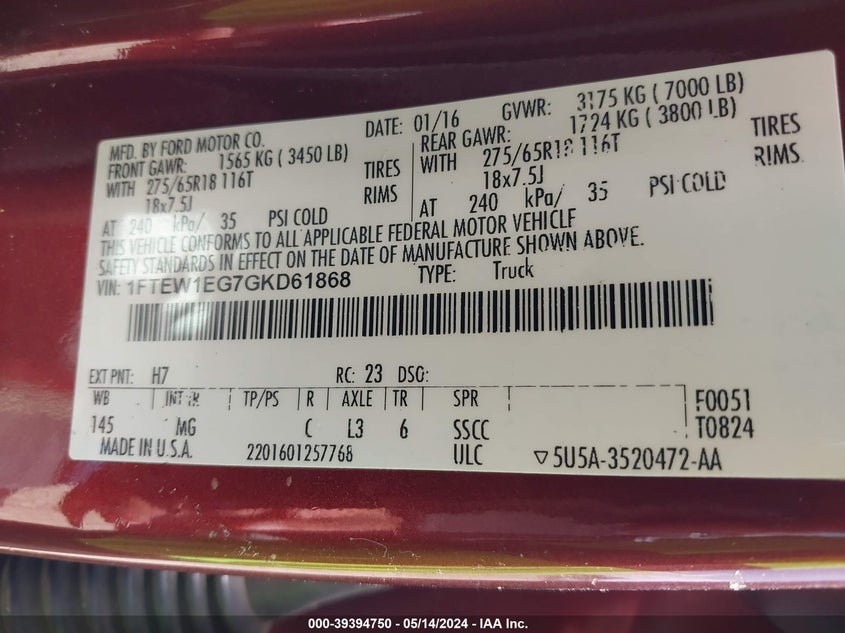 MFD. BY FORD MOTOR CO. DATE: 01/16 GVWR: 3175 KG ( 7000 LB)
FRONT GAWR: 1565 KG ( 3450 LB) REAR GAWR: 1724 KG ( 3800 LB)
WITH 275/65R18 116T TIRES WITH 275/65R18 116T TIRES
18x7.5J RIMS 18x7.5J RIMS
AT 240 kPa/ 35 PSI COLD AT 240 kPa/ 35 PSI COLD
THIS VEHICLE CONFORMS TO ALL APPLICABLE FEDERAL MOTOR VEHICLE
SAFETY STANDARDS IN EFFECT ON THE DATE OF MANUFACTURE SHOWN ABOVE.
VIN: 1FTEW1EG7GKD61868 TYPE: Truck
EXT PNT: H7 RC: 23 DSO:
WB INT TR TP/PS R AXLE TR SPR F0051
145 MG C L3 6 SSCC T0824
MADE IN U.S.A. 2201601257768 ULC ▽5U5A-3520472-AA
000-39394750 - 05/14/2024 - IAA Inc.